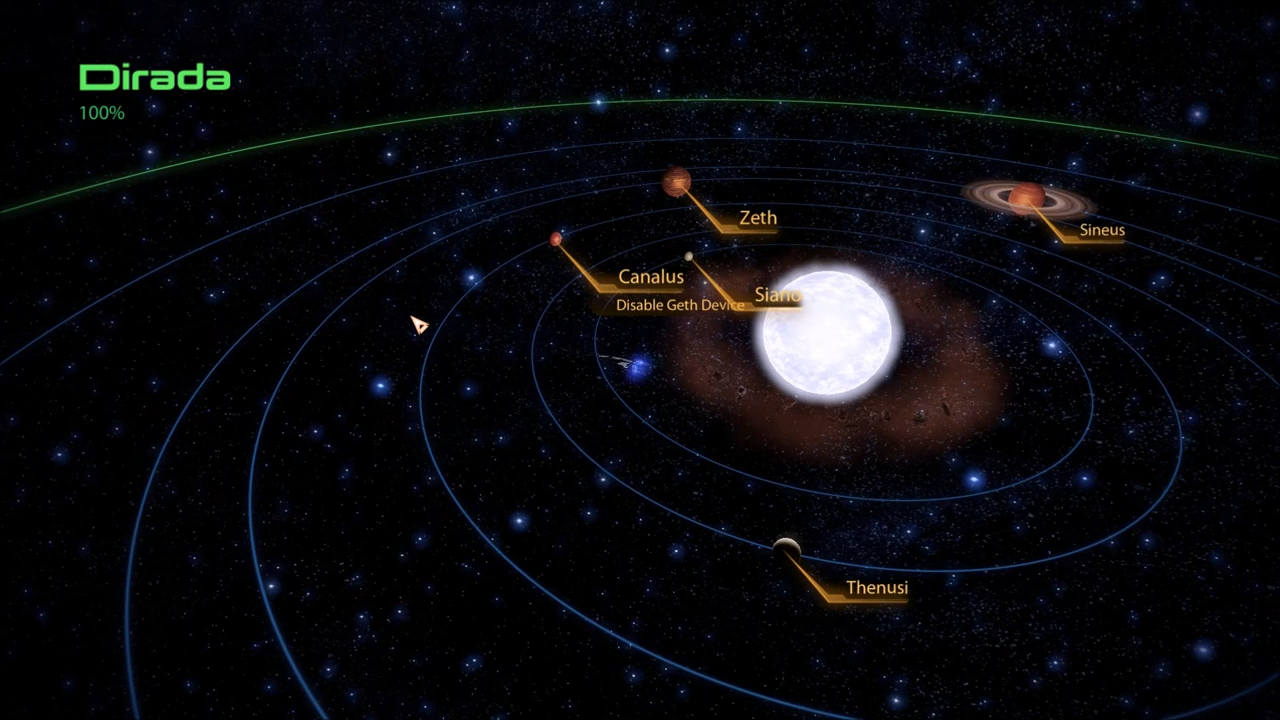 Dirada
100%
Zeth
Sineus
Canalus
Disable Geth Device
Siano
Thenusi